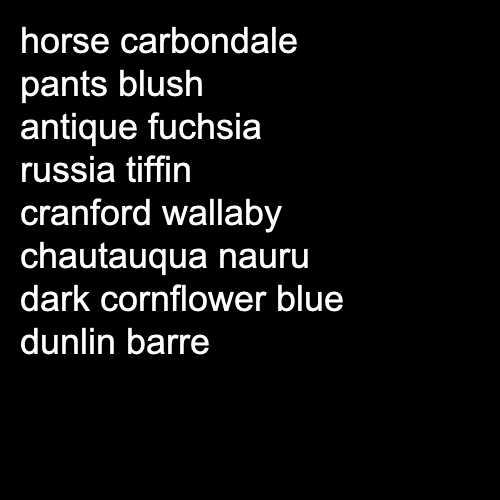 horse carbondale
pants blush
antique fuchsia
russia tiffin
cranford wallaby
chautauqua nauru
dark cornflower blue
dunlin barre